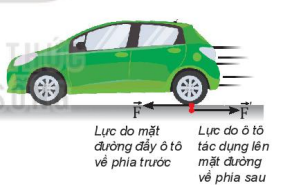 THỨC
F
F'
Lực do mặt
đường đẩy ô tô
về phía trước
Lực do ô tô
tác dụng lên
mặt đường
về phía sau